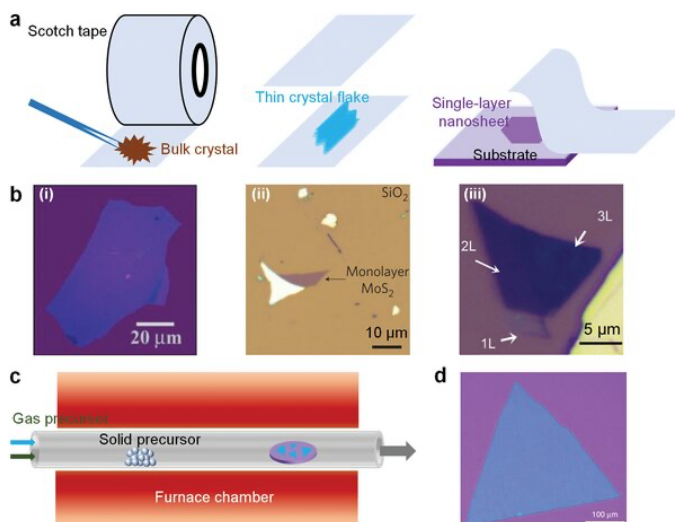 a
Scotch tape
Bulk crystal
Thin crystal flake
Single-layer
nanosheet
Substrate
b
(i)
20 μm
(ii)
SiO2
Monolayer
MoS2
10 μm
(iii)
3L
2L
1L
5 μm
c
Gas precursor
Solid precursor
Furnace chamber
d
100 μm